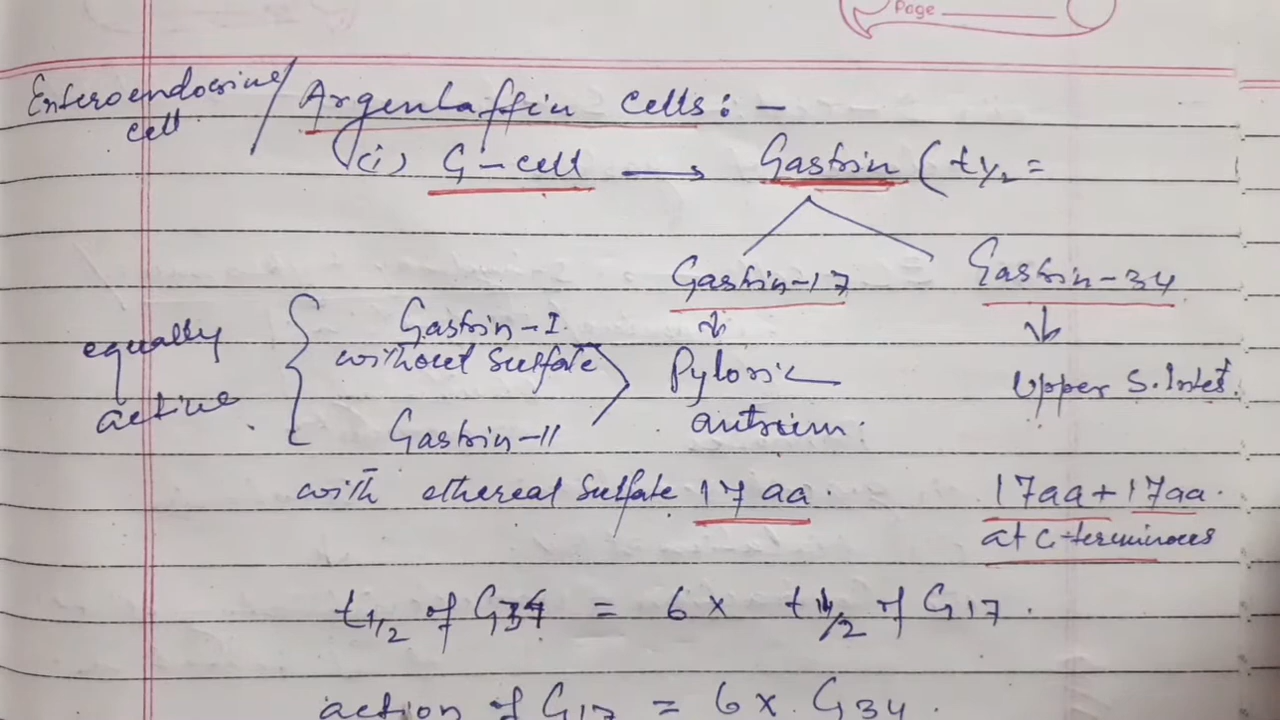 Page
Enteroendocrine/ Argentaffin cells: -
cell
(i) G-cell → Gastrin (t1/2 =
Gastrin-17 Gastrin-34
equally active { Gastrin-I without sulfate ↓ Pyloric antrum. ↓ Upper S.Intest.
Gastrin-II
with ethereal sulfate 17 aa. 17aa + 17aa.
at C-terminous
t1/2 of G34 = 6 x t1/2 of G17.
action of G17 = 6 x. G34.